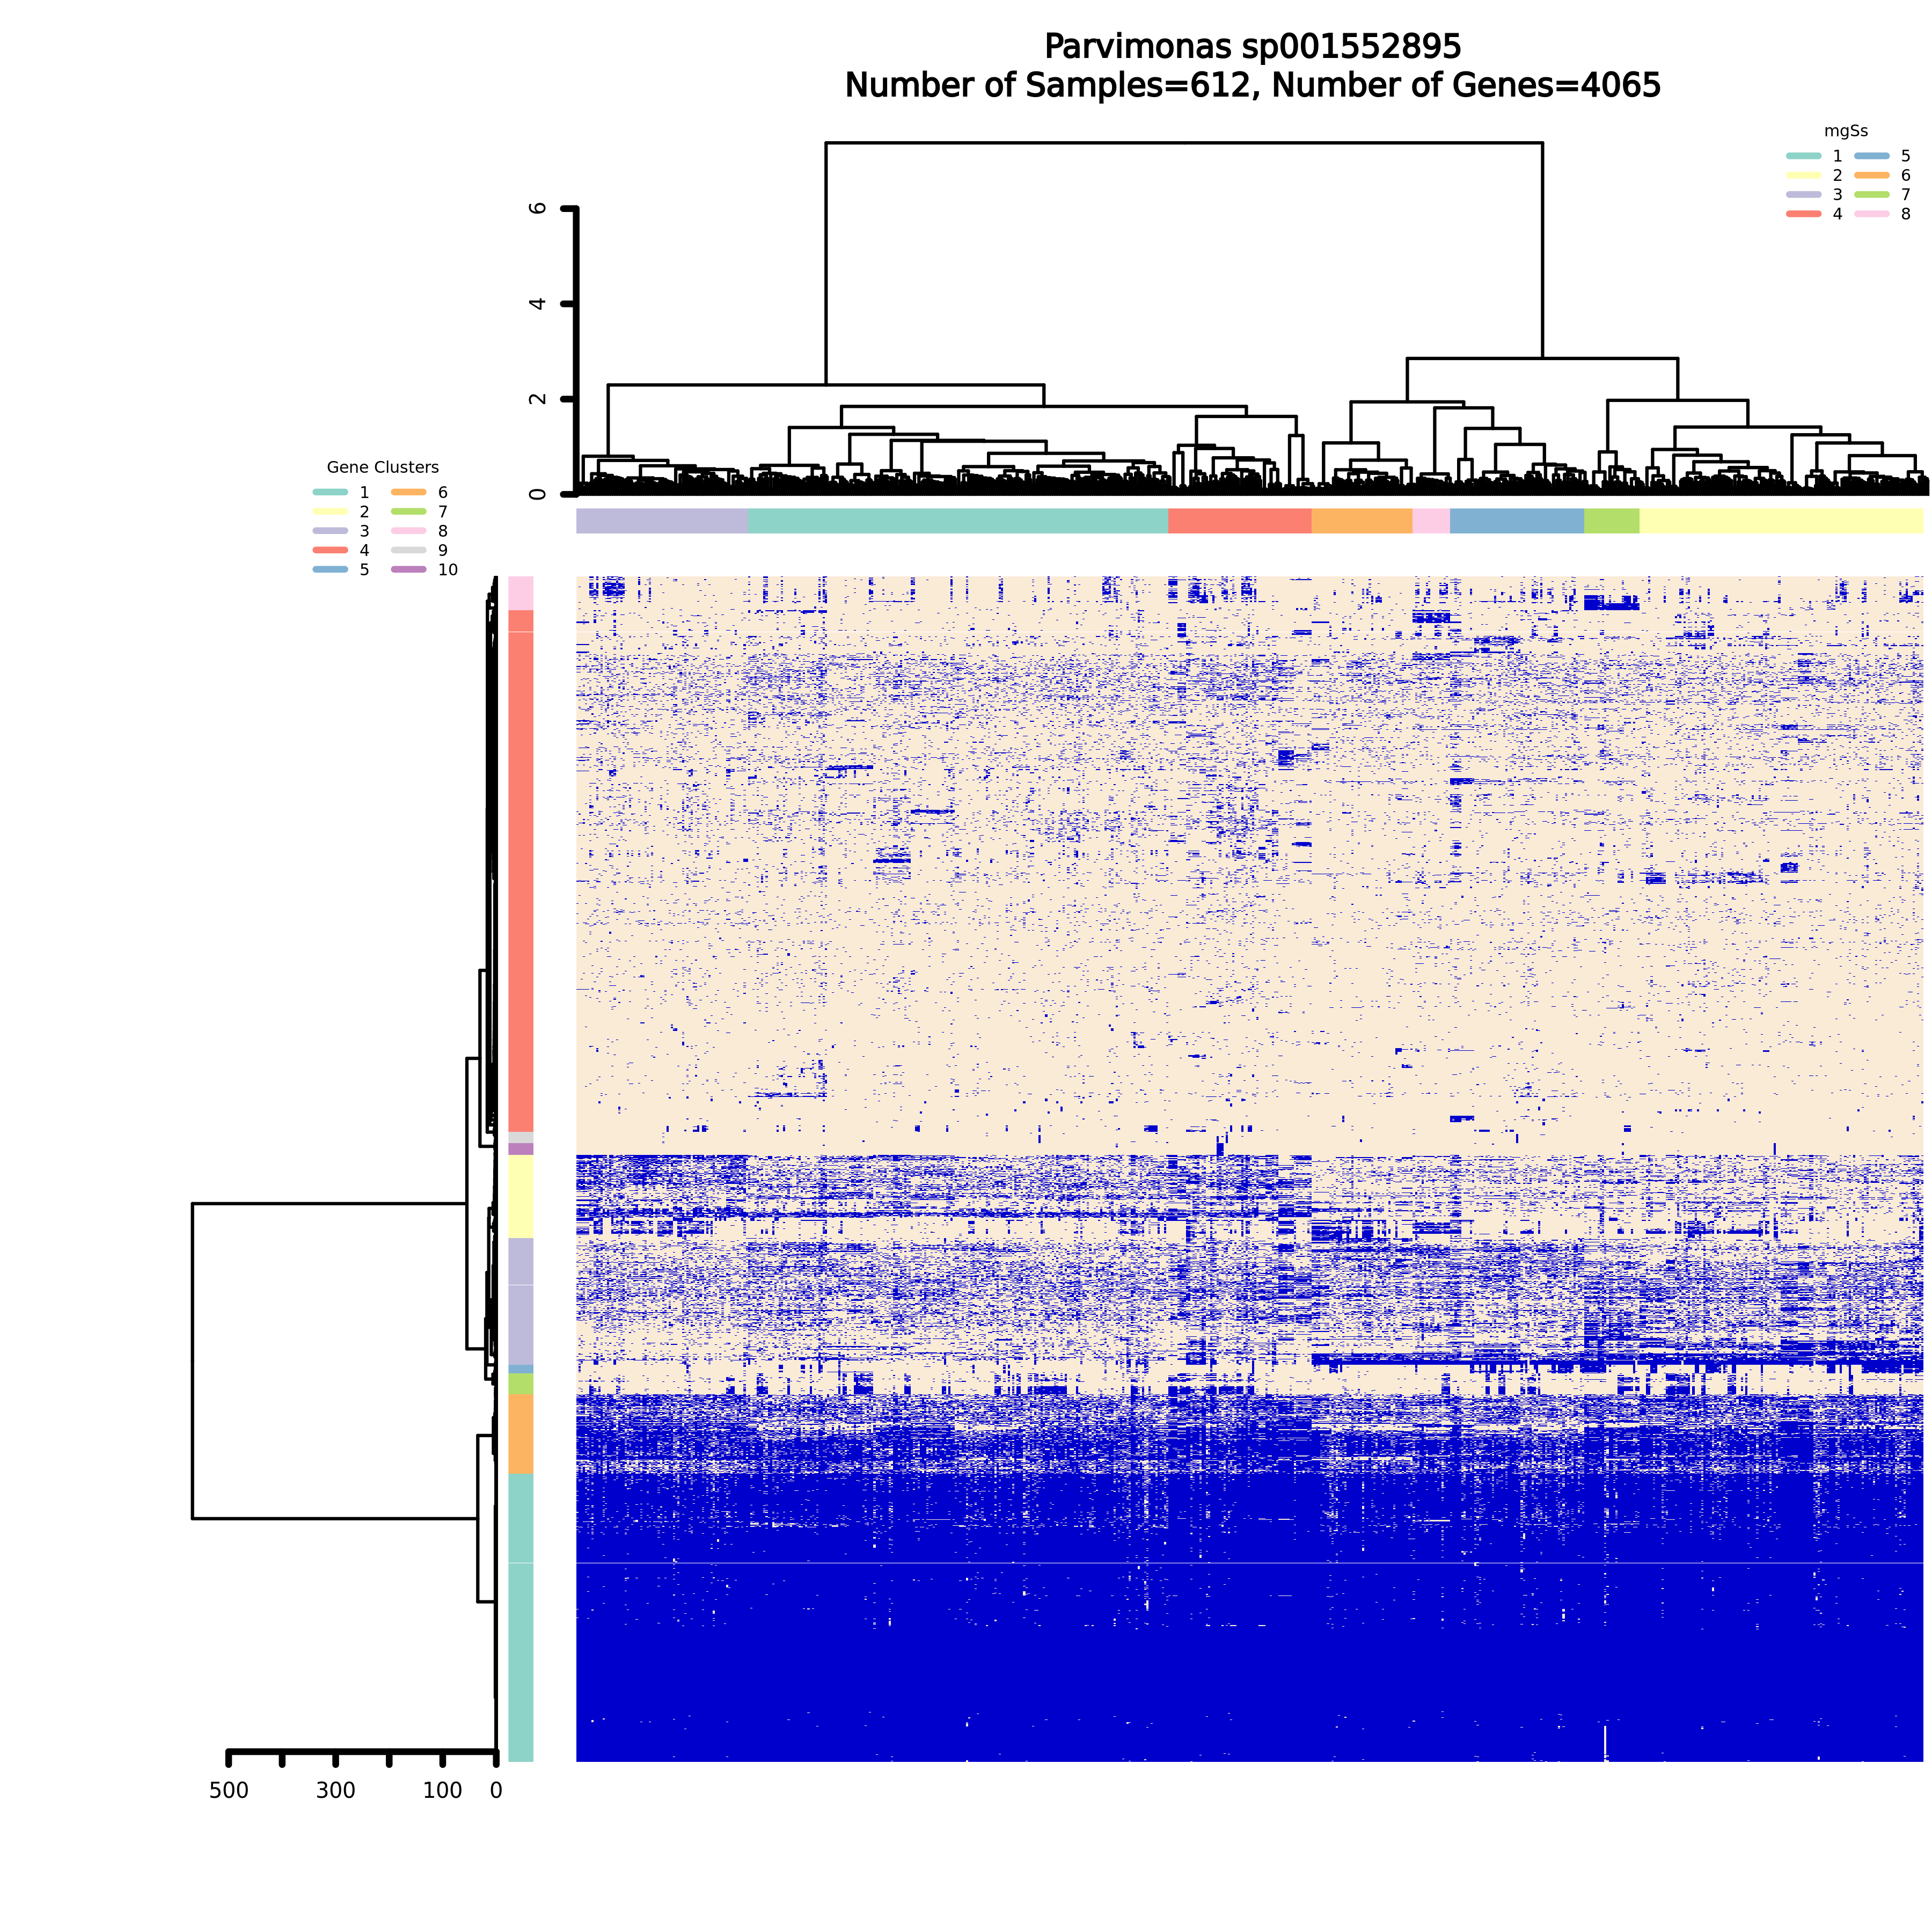 Parvimonas sp001552895
Number of Samples=612, Number of Genes=4065
mgSs
1 5
2 6
3 7
4 8
6
4
2
0
Gene Clusters
1 6
2 7
3 8
4 9
5 10
500 300 100 0